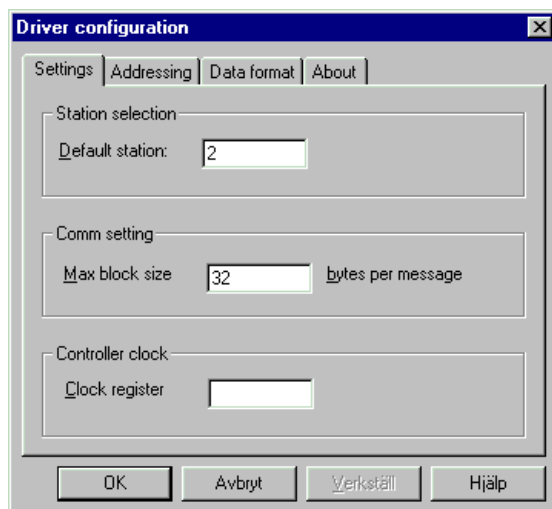 Driver configuration
Settings Addressing Data format About
Station selection
Default station: 2
Comm setting
Max block size 32 bytes per message
Controller clock
Clock register
OK Avbryt Verkställ Hjälp